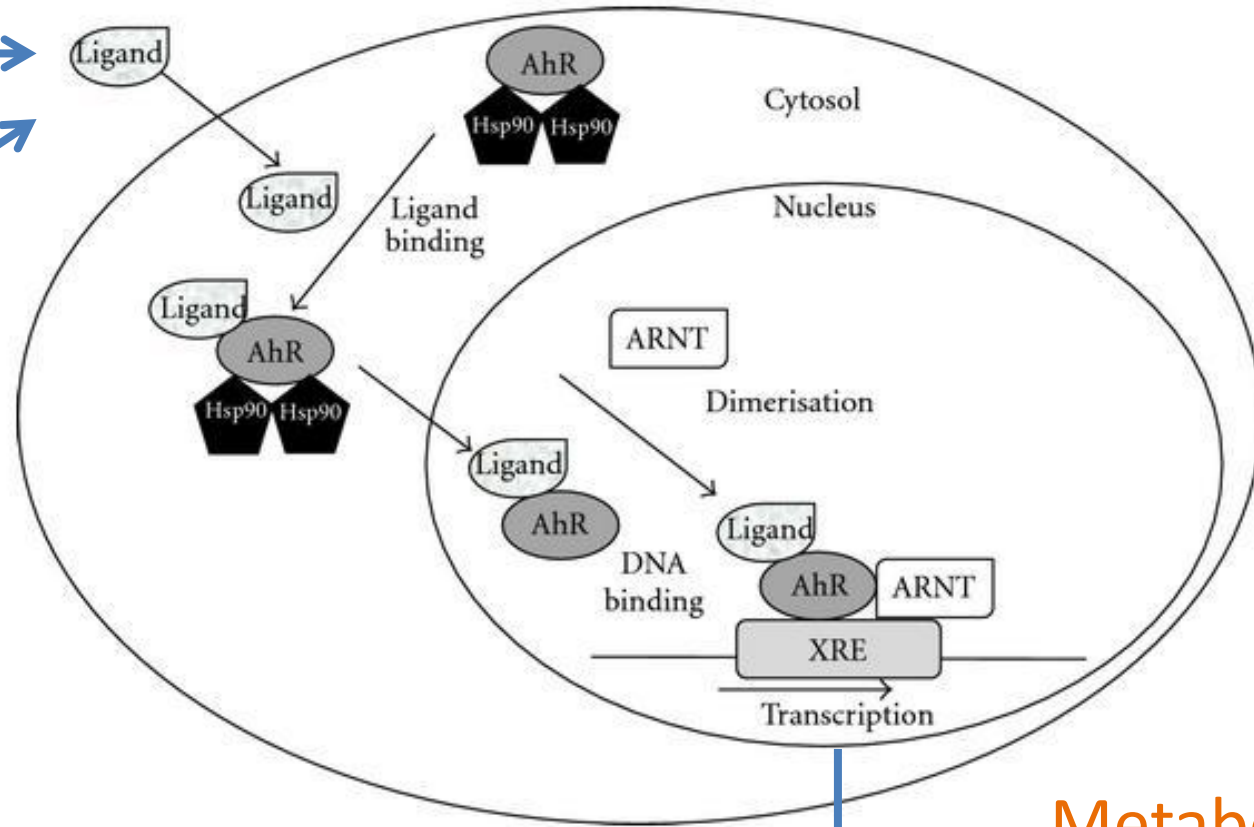 Ligand
AhR
Hsp90 Hsp90
Cytosol
Ligand
Ligand
binding
Nucleus
Ligand
AhR
Hsp90 Hsp90
ARNT
Dimerisation
Ligand
AhR
DNA
binding
Ligand
AhR
ARNT
XRE
Transcription